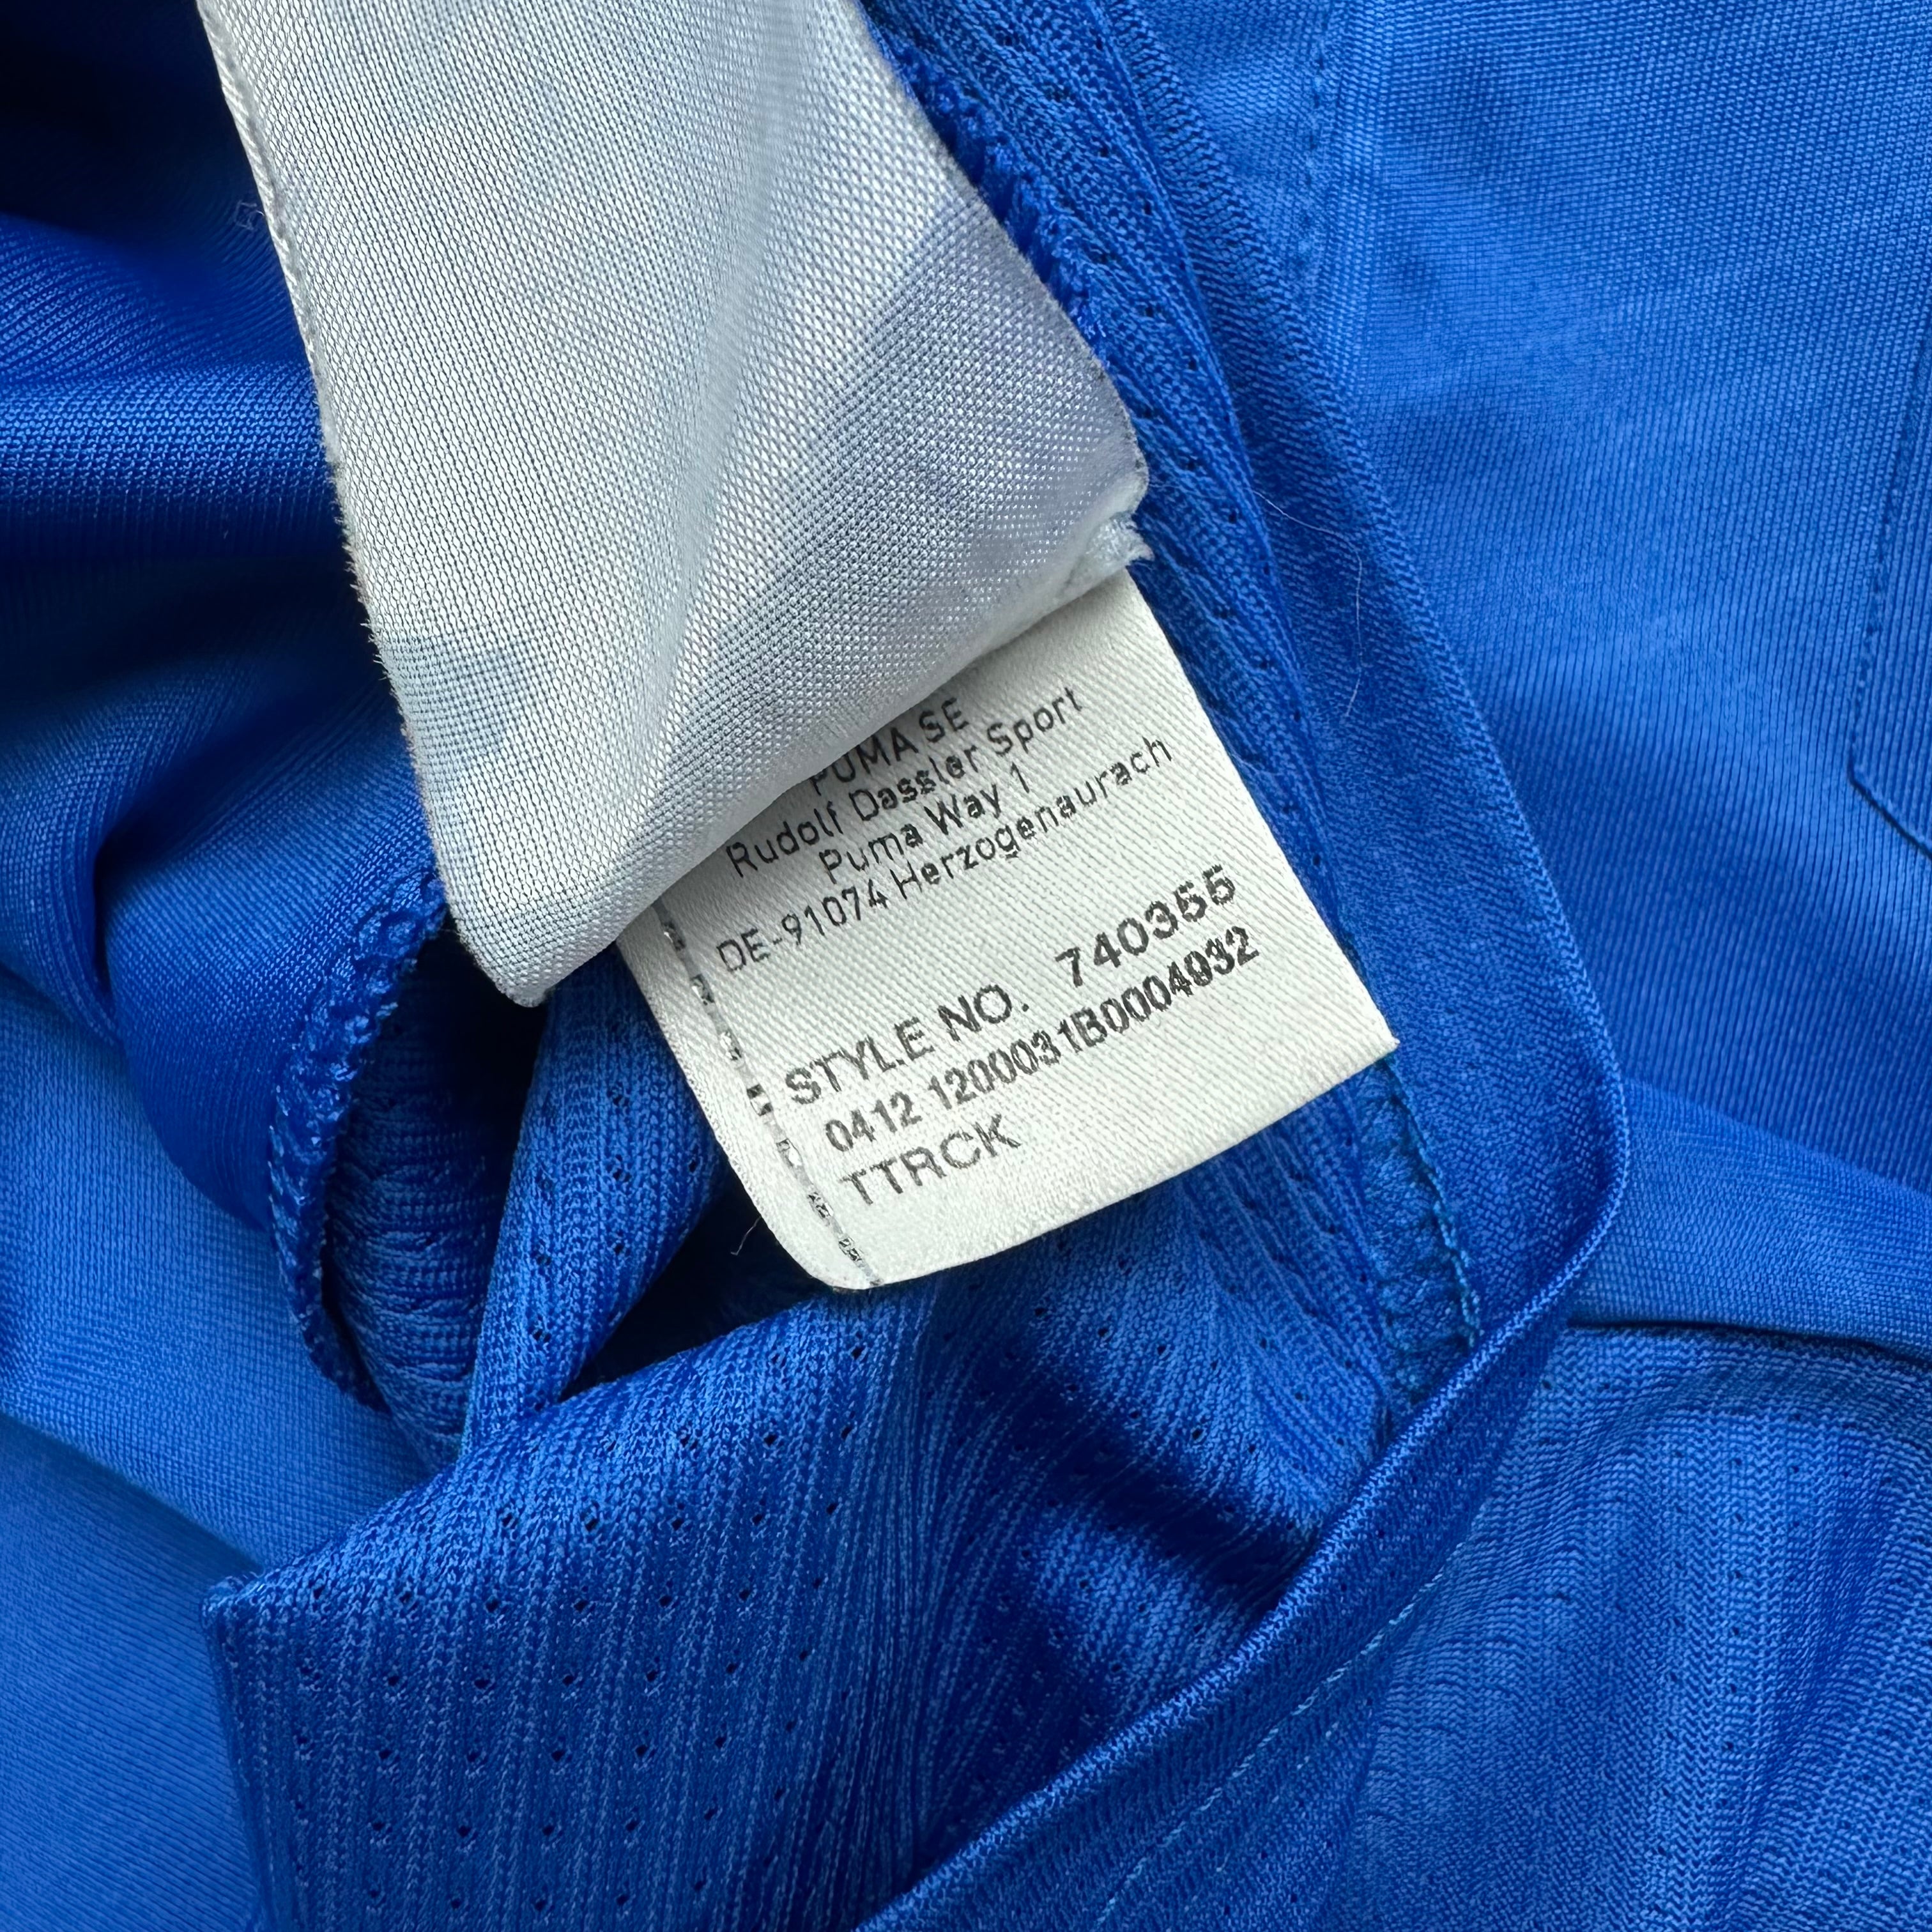 PUMA SE
Rudolf Dassler Sport
Puma Way 1
DE-91074 Herzogenaurach
STYLE NO. 740355
0412 1200031B0004932
TTRCK